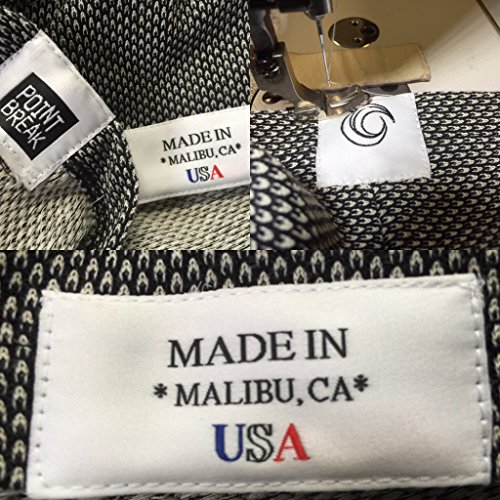 POINT
BREAK
MADE IN
*MALIBU,CA*
USA
MADE IN
*MALIBU,CA*
USA